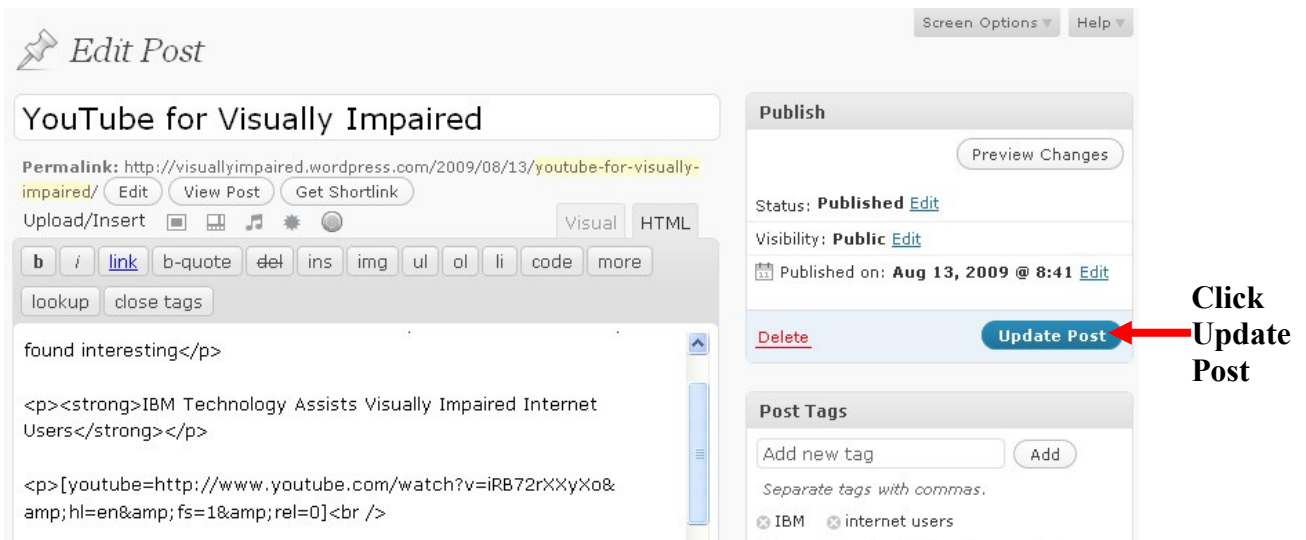 Screen Options Help
Edit Post
YouTube for Visually Impaired
Permalink: http://visuallyimpaired.wordpress.com/2009/08/13/youtube-for-visually-
impaired/ Edit View Post Get Shortlink
Upload/Insert Visual HTML
b i link b-quote del ins img ul ol li code more
lookup close tags
found interesting</p>
<p><strong>IBM Technology Assists Visually Impaired Internet
Users</strong></p>
<p>[youtube=http://www.youtube.com/watch?v=iRB72rXXyXo&
amp;hl=en&amp;fs=1&amp;rel=0]<br />
Publish
Preview Changes
Status: Published Edit
Visibility: Public Edit
Published on: Aug 13, 2009 @ 8:41 Edit
Delete Update Post
Post Tags
Add new tag Add
Separate tags with commas.
IBM internet users
Click
Update
Post